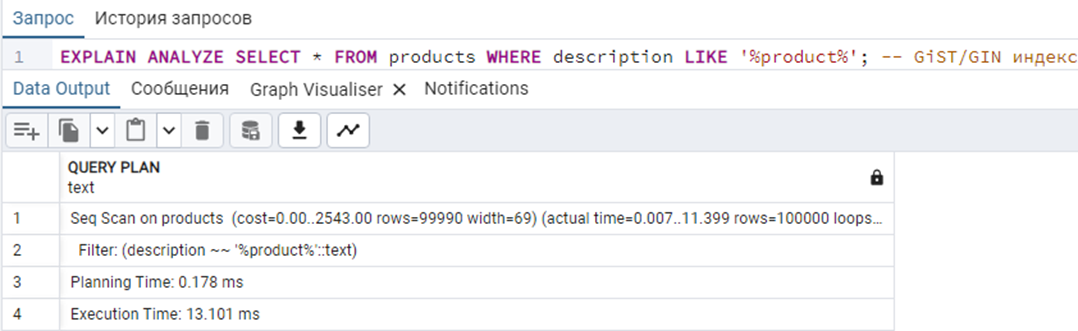 Запрос История запросов
1 EXPLAIN ANALYZE SELECT * FROM products WHERE description LIKE '%product%'; -- GiST/GIN индекс
Data Output Сообщения Graph Visualiser Notifications
QUERY PLAN
text
1 Seq Scan on products (cost=0.00..2543.00 rows=99990 width=69) (actual time=0.007..11.399 rows=100000 loops...
2 Filter: (description ~~ '%product%'::text)
3 Planning Time: 0.178 ms
4 Execution Time: 13.101 ms